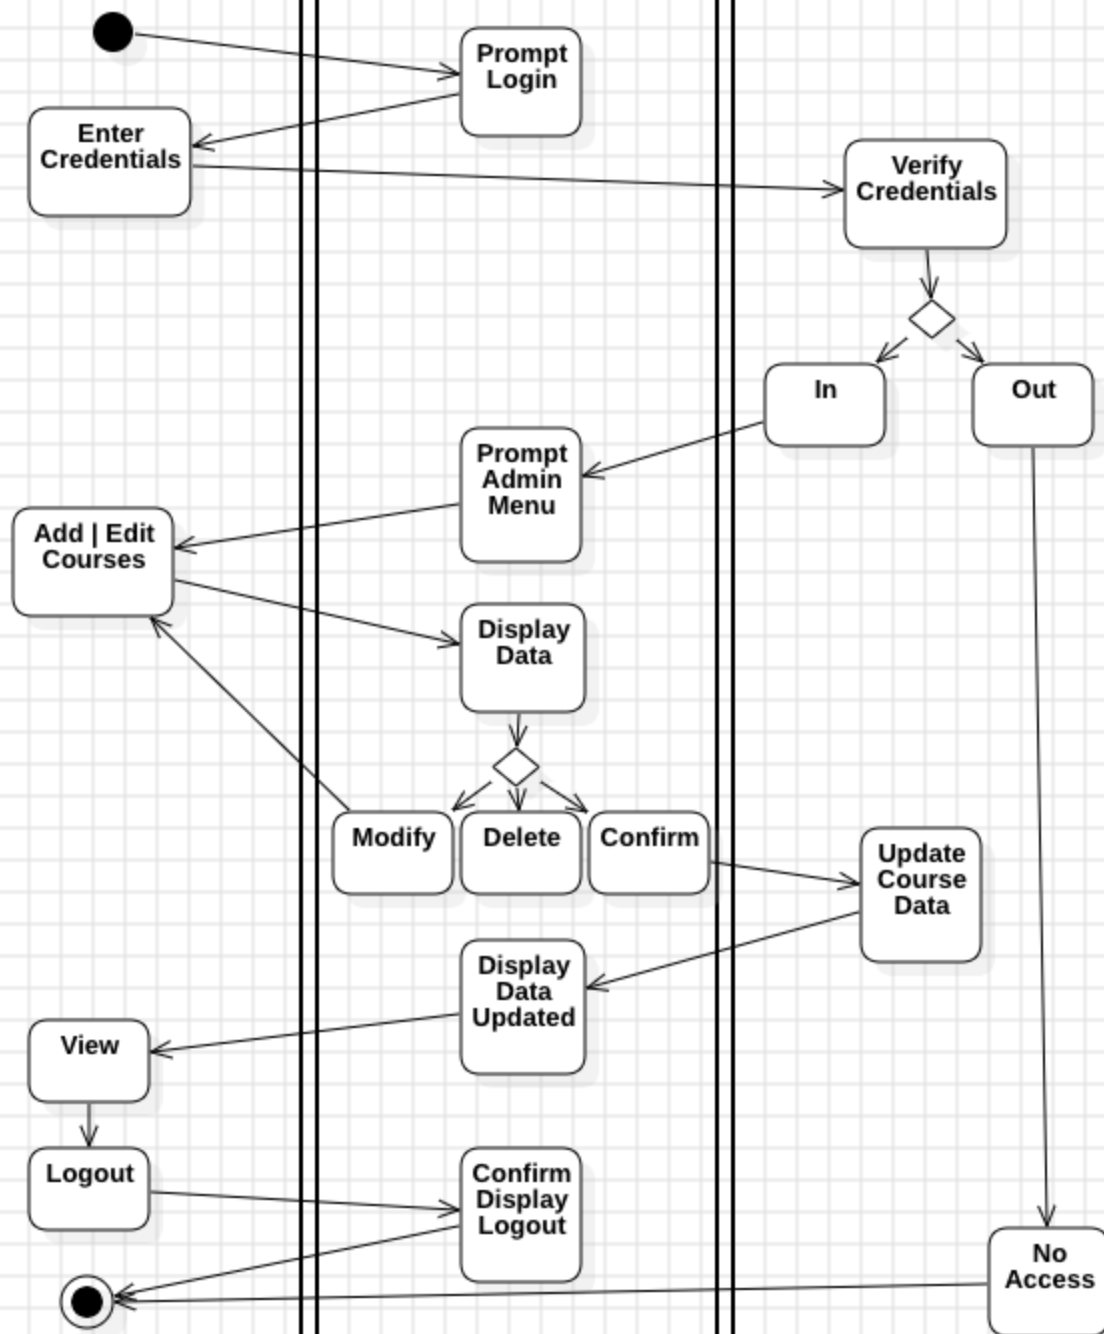 Prompt
Login
Enter
Credentials
Verify
Credentials
In
Out
Prompt
Admin
Menu
Add | Edit
Courses
Display
Data
Modify
Delete
Confirm
Update
Course
Data
Display
Data
Updated
View
Logout
Confirm
Display
Logout
No
Access